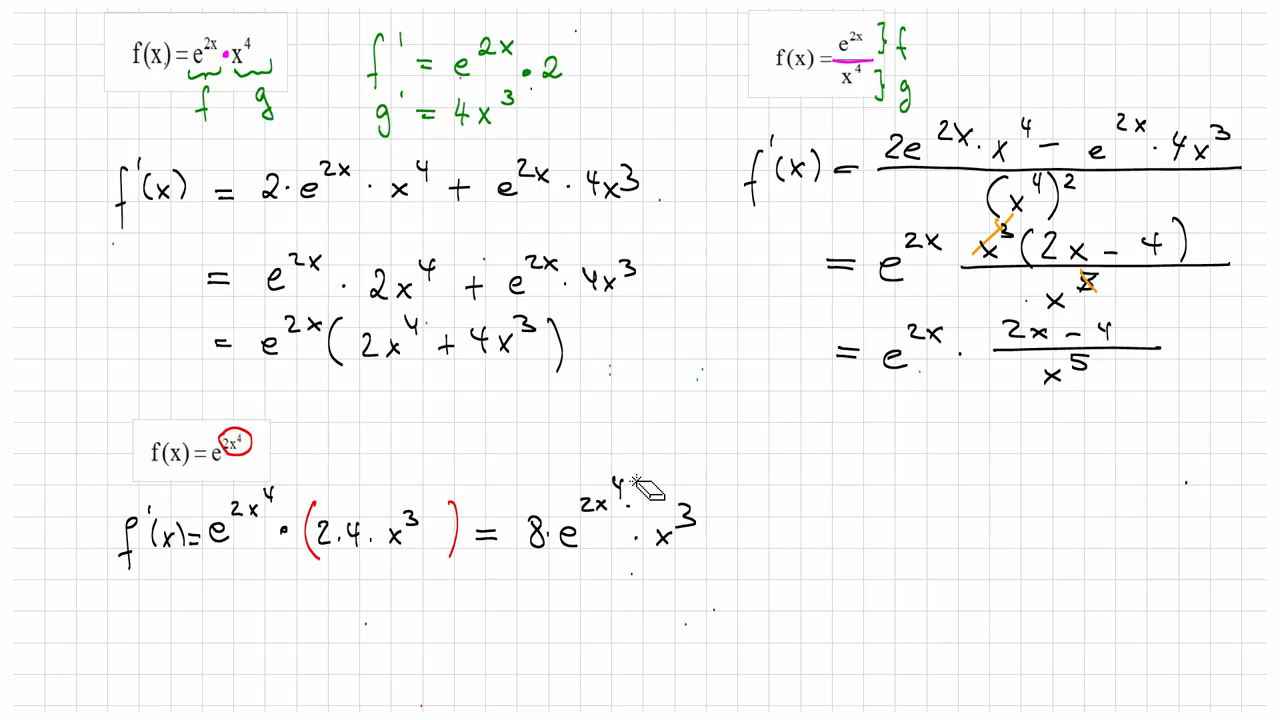 f(x) = e^{2x} · x^4
f g
f' = e^{2x} · 2
g' = 4x^3
f'(x) = 2 · e^{2x} · x^4 + e^{2x} · 4x^3
= e^{2x} · 2x^4 + e^{2x} · 4x^3
= e^{2x} (2x^4 + 4x^3)
f(x) = e^{2x} / x^4
} f
} g
f'(x) = (2e^{2x} · x^4 − e^{2x} · 4x^3) / (x^4)^2
= e^{2x} x^3 (2x − 4) / x^8
= e^{2x} · (2x − 4) / x^5
f(x) = e^{2x^4}
f'(x) = e^{2x^4} · (2 · 4 · x^3) = 8 · e^{2x^4} · x^3